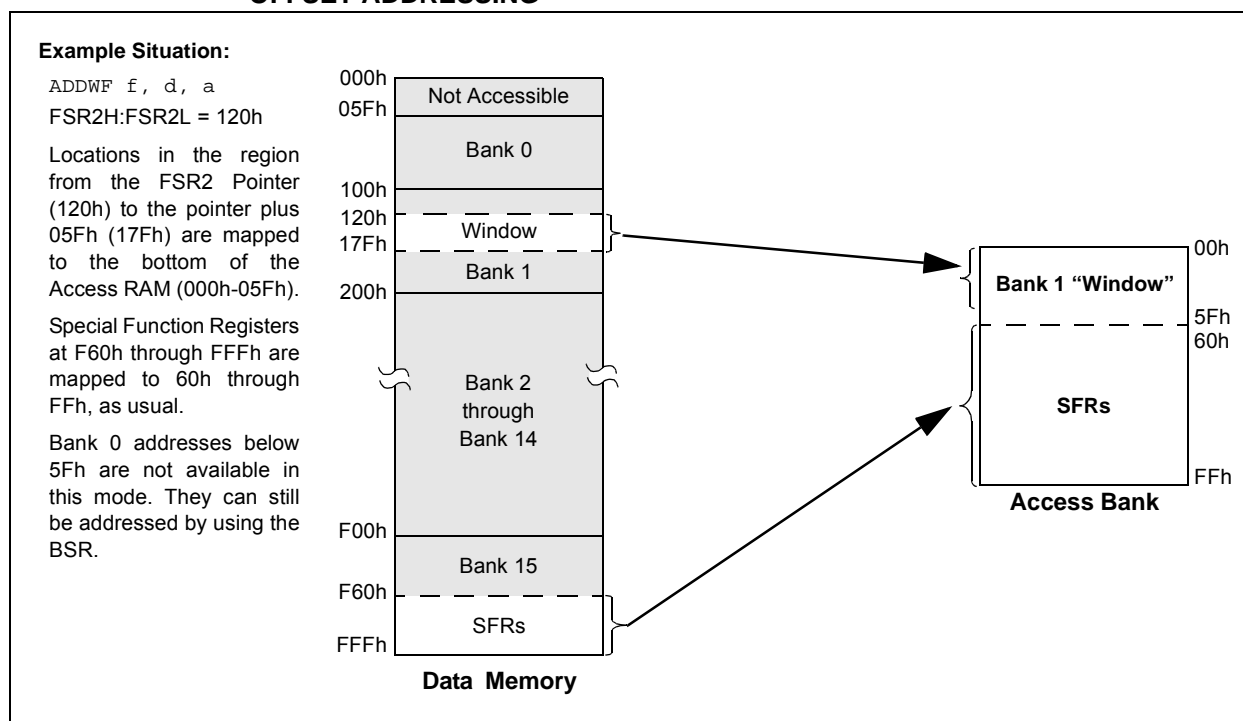 OFFSET ADDRESSING
Example Situation:
ADDWF f, d, a
FSR2H:FSR2L = 120h
Locations in the region
from the FSR2 Pointer
(120h) to the pointer plus
05Fh (17Fh) are mapped
to the bottom of the
Access RAM (000h-05Fh).
Special Function Registers
at F60h through FFFh are
mapped to 60h through
FFh, as usual.
Bank 0 addresses below
5Fh are not available in
this mode. They can still
be addressed by using the
BSR.
000h
Not Accessible
05Fh
Bank 0
100h
120h
Window
17Fh
Bank 1
200h
Bank 2
through
Bank 14
F00h
Bank 15
F60h
SFRs
FFFh
Data Memory
00h
Bank 1 “Window”
5Fh
60h
SFRs
FFh
Access Bank